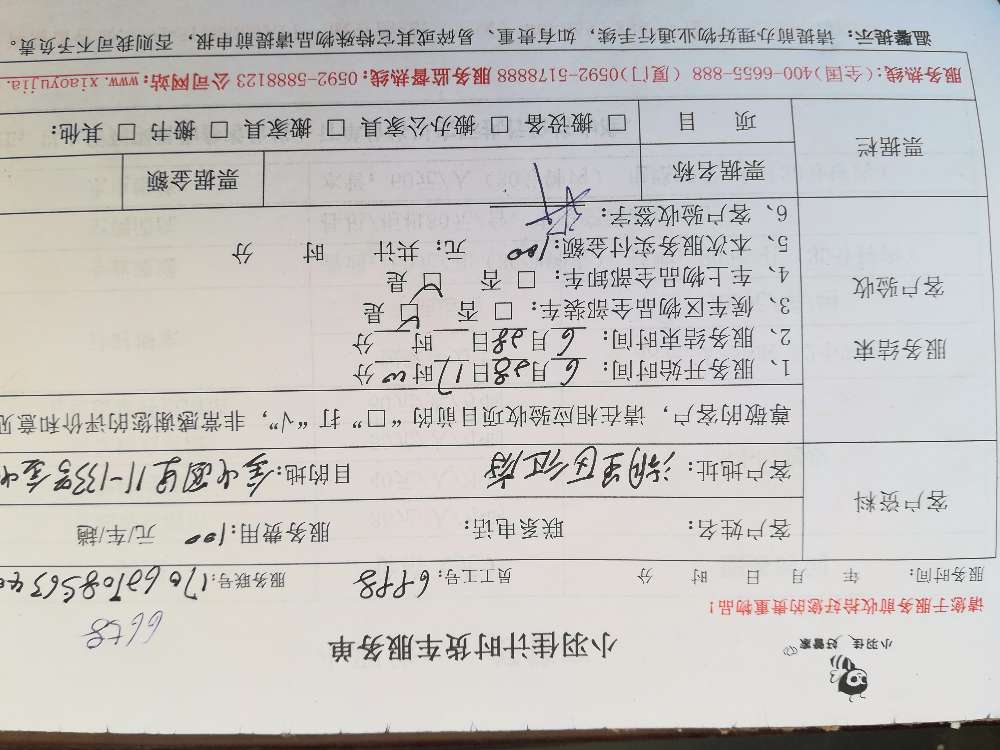 小羽佳 好管家
小羽佳计时货车服务单
请您于服务前收拾好您的贵重物品！
服务时间： 年 月 日 时 分 员工工号： 服务联号：
客户资料
客户姓名： 联系电话： 服务费用：100 元/车/趟
客户地址：湖里区 目的地：
尊敬的客户，请在相应验收项目前的“□”打“√”，非常感谢您的评价和意见
服务结束
客户验收
1、服务开始时间：6月28日17时 分
2、服务结束时间：6月28日 时 分
3、候车区物品全部装车：□ 否 □ 是
4、车上物品全部卸车：□ 否 □ 是
5、本次服务实付金额：100 元；共计 时 分
6、客户验收签字：
票据栏
票据名称 票据金额
项 目 □ 搬设备 □ 搬办公家具 □ 搬家具 □ 搬书 □ 其他：
服务热线：(全国)400-6655-888 (厦门)0592-5178888 服务监督热线：0592-5888123 公司网站：www.xiaoyujia.
温馨提示：请提前办理好物业通行手续，如有贵重、易碎或其它特殊物品请提前申报，否则我司可不予负责。